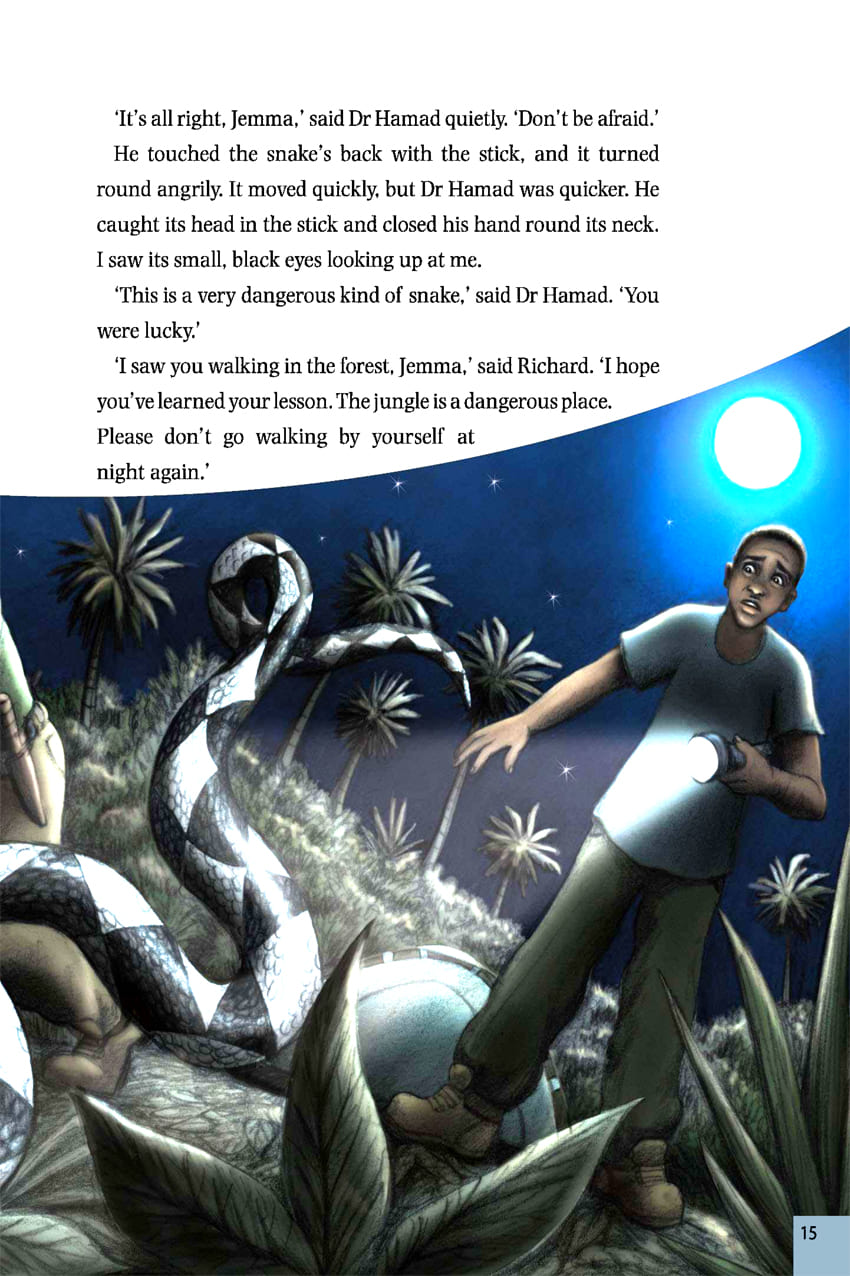 ‘It’s all right, Jemma,’ said Dr Hamad quietly. ‘Don’t be afraid.’
He touched the snake’s back with the stick, and it turned
round angrily. It moved quickly, but Dr Hamad was quicker. He
caught its head in the stick and closed his hand round its neck.
I saw its small, black eyes looking up at me.
‘This is a very dangerous kind of snake,’ said Dr Hamad. ‘You
were lucky.’
‘I saw you walking in the forest, Jemma,’ said Richard. ‘I hope
you’ve learned your lesson. The jungle is a dangerous place.
Please don’t go walking by yourself at
night again.’
15